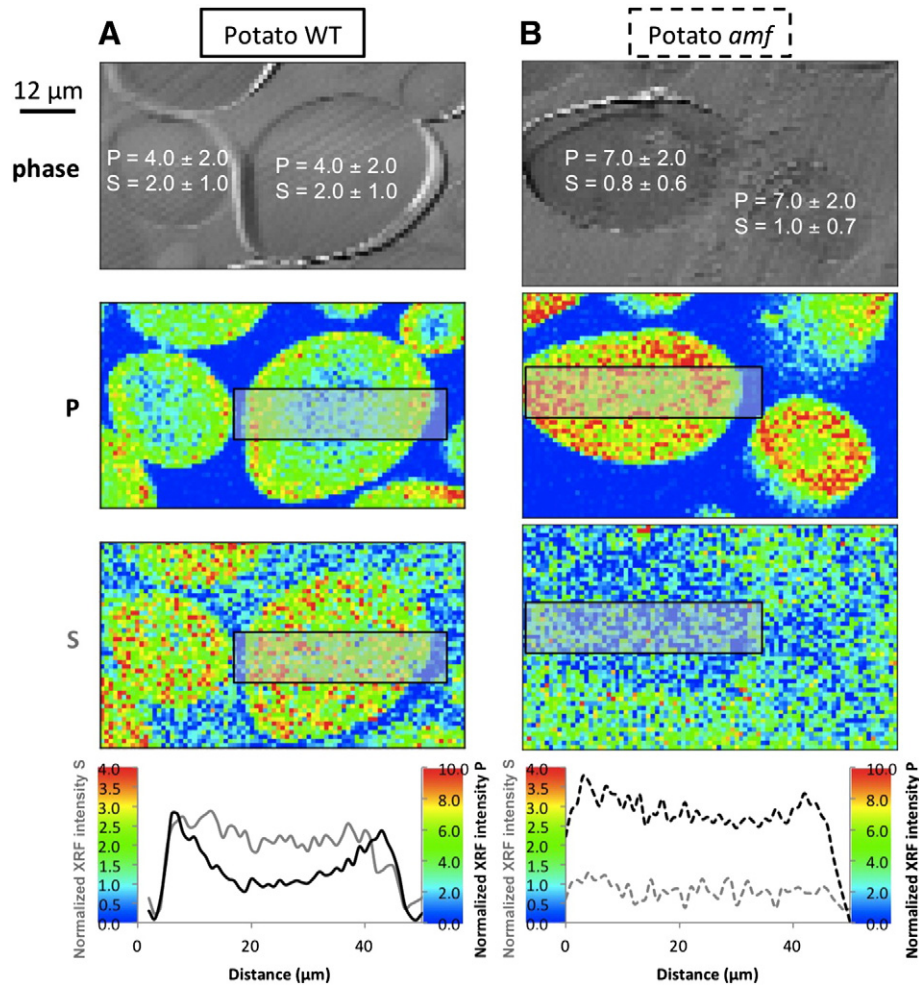 A
Potato WT
B
Potato amf
12 µm
phase
P = 4.0 ± 2.0
S = 2.0 ± 1.0
P = 4.0 ± 2.0
S = 2.0 ± 1.0
P = 7.0 ± 2.0
S = 0.8 ± 0.6
P = 7.0 ± 2.0
S = 1.0 ± 0.7
P
S
Normalized XRF intensity S
4.0
3.5
3.0
2.5
2.0
1.5
1.0
0.5
0.0
10.0
8.0
6.0
4.0
2.0
0.0
Normalized XRF intensity P
0
20
40
Distance (µm)
Normalized XRF intensity S
4.0
3.5
3.0
2.5
2.0
1.5
1.0
0.5
0.0
10.0
8.0
6.0
4.0
2.0
0.0
Normalized XRF intensity P
0
20
40
Distance (µm)